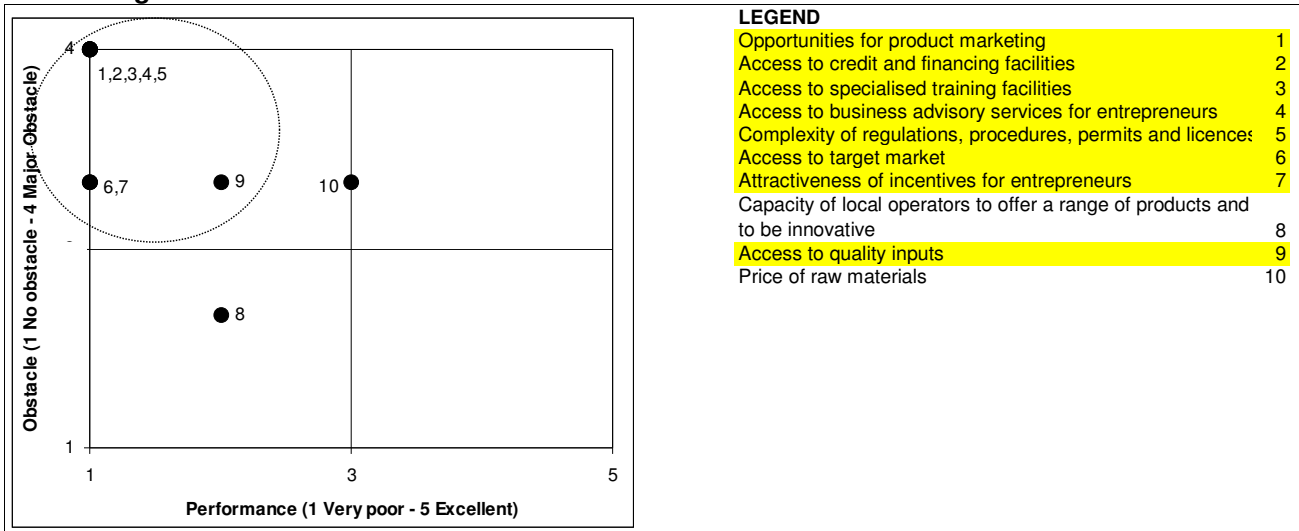 4
1,2,3,4,5
6,7
9
10
8
1
1
3
5
Obstacle (1 No obstacle - 4 Major Obstacle)
Performance (1 Very poor - 5 Excellent)
LEGEND
Opportunities for product marketing 1
Access to credit and financing facilities 2
Access to specialised training facilities 3
Access to business advisory services for entrepreneurs 4
Complexity of regulations, procedures, permits and licences 5
Access to target market 6
Attractiveness of incentives for entrepreneurs 7
Capacity of local operators to offer a range of products and
to be innovative 8
Access to quality inputs 9
Price of raw materials 10